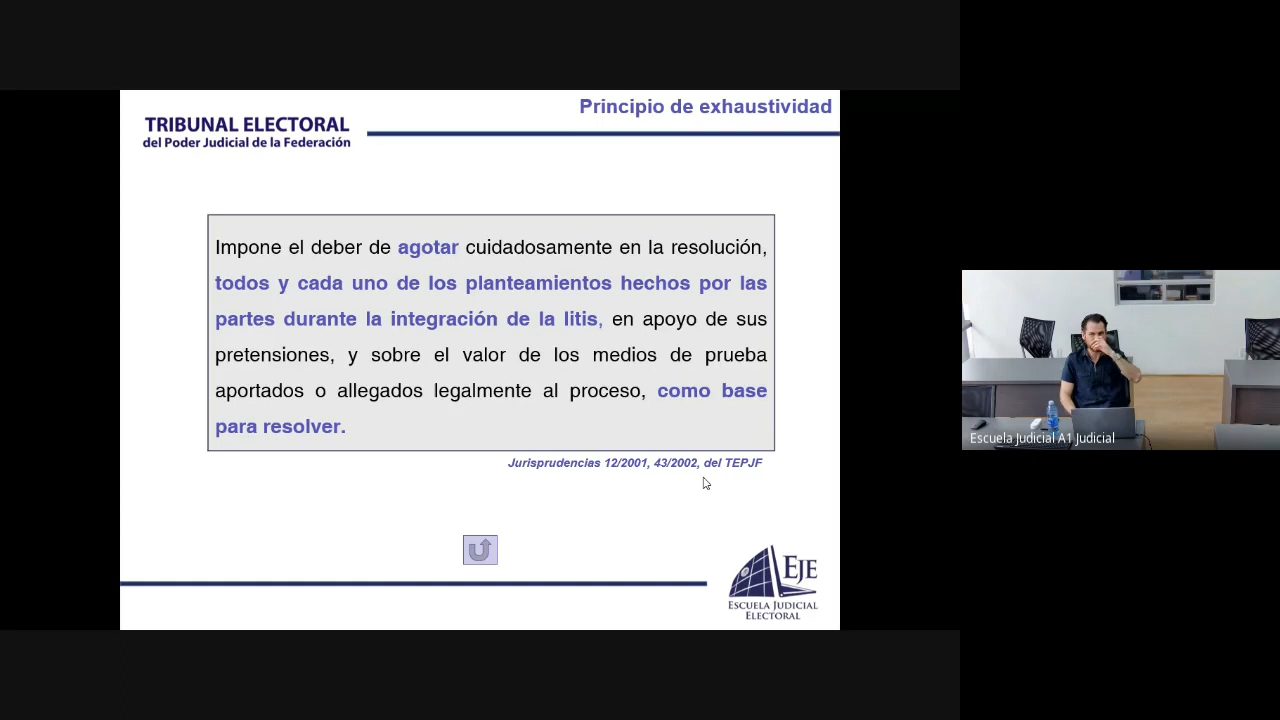 Principio de exhaustividad
TRIBUNAL ELECTORAL
del Poder Judicial de la Federación
Impone el deber de agotar cuidadosamente en la resolución,
todos y cada uno de los planteamientos hechos por las
partes durante la integración de la litis, en apoyo de sus
pretensiones, y sobre el valor de los medios de prueba
aportados o allegados legalmente al proceso, como base
para resolver.
Jurisprudencias 12/2001, 43/2002, del TEPJF
EJE
ESCUELA JUDICIAL
ELECTORAL
Escuela Judicial A1 Judicial